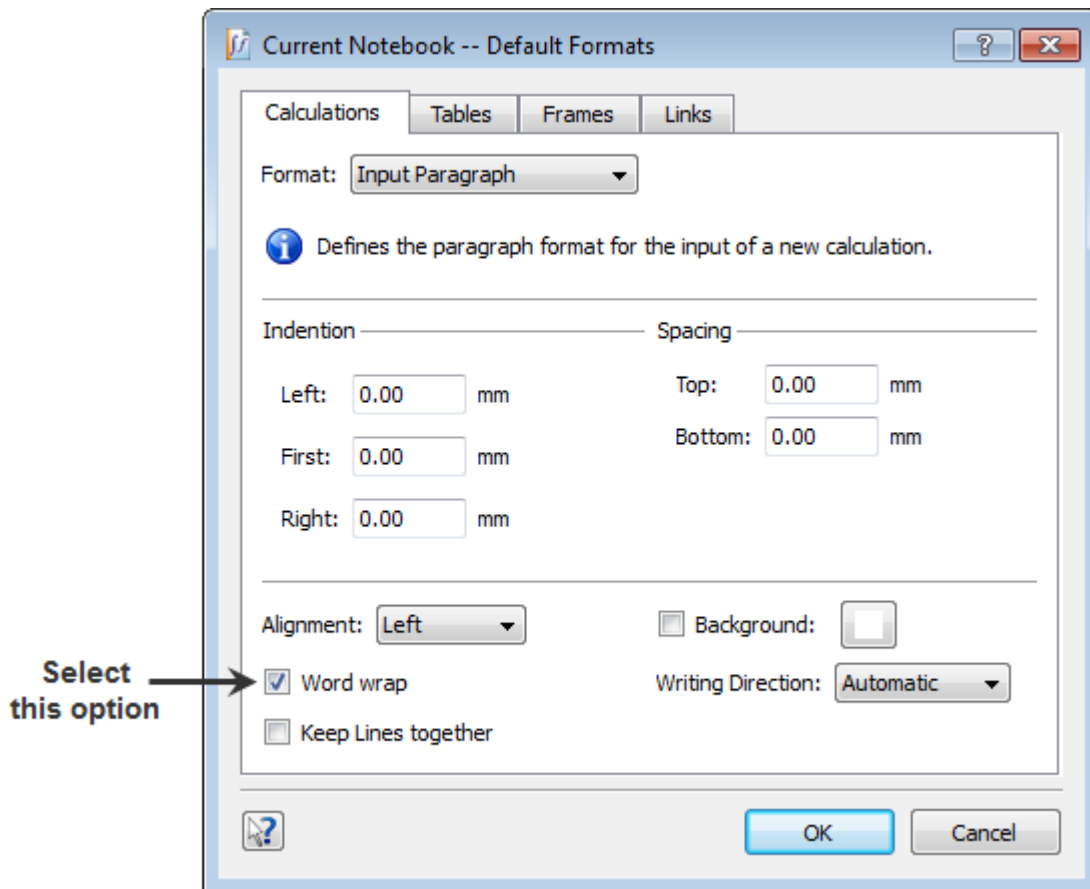 Current Notebook -- Default Formats
Calculations Tables Frames Links
Format: Input Paragraph
Defines the paragraph format for the input of a new calculation.
Indention Spacing
Left: 0.00 mm Top: 0.00 mm
Bottom: 0.00 mm
First: 0.00 mm
Right: 0.00 mm
Alignment: Left Background:
Select
this option
Word wrap Writing Direction: Automatic
Keep Lines together
OK Cancel